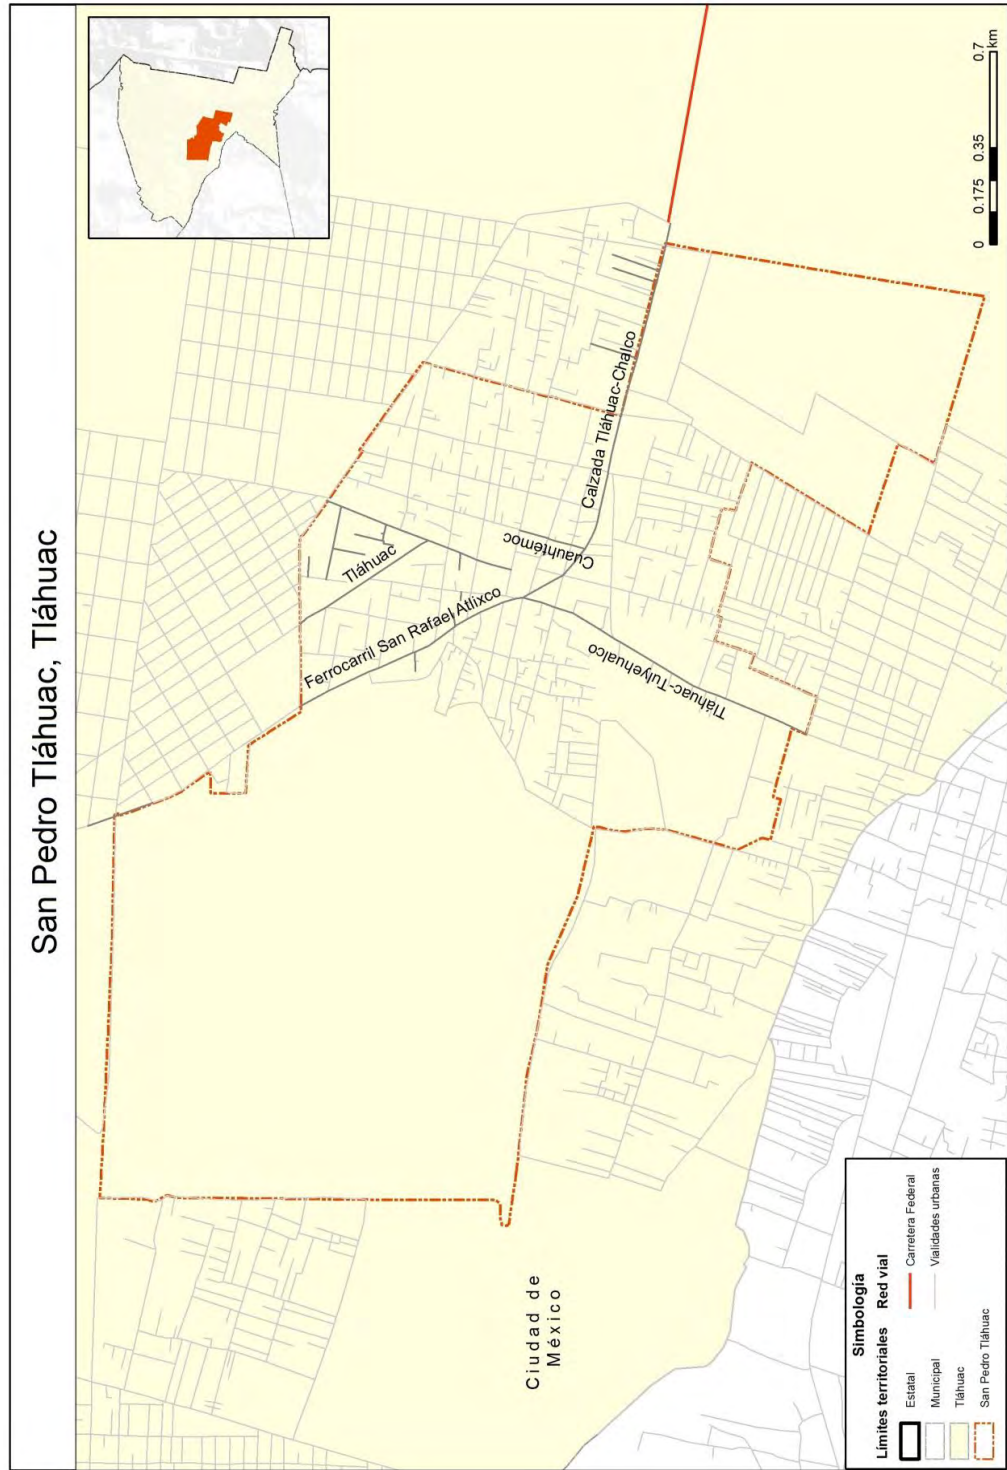 San Pedro Tláhuac, Tláhuac
Tláhuac
Ferrocarril San Rafael Atlixco
Cuauhtémoc
Calzada Tláhuac-Chalco
Tláhuac-Tulyehualco
Ciudad de
México
0 0.175 0.35 0.7
km
Simbología
Límites territoriales
Estatal
Municipal
Tláhuac
San Pedro Tláhuac
Red vial
Carretera Federal
Vialidades urbanas